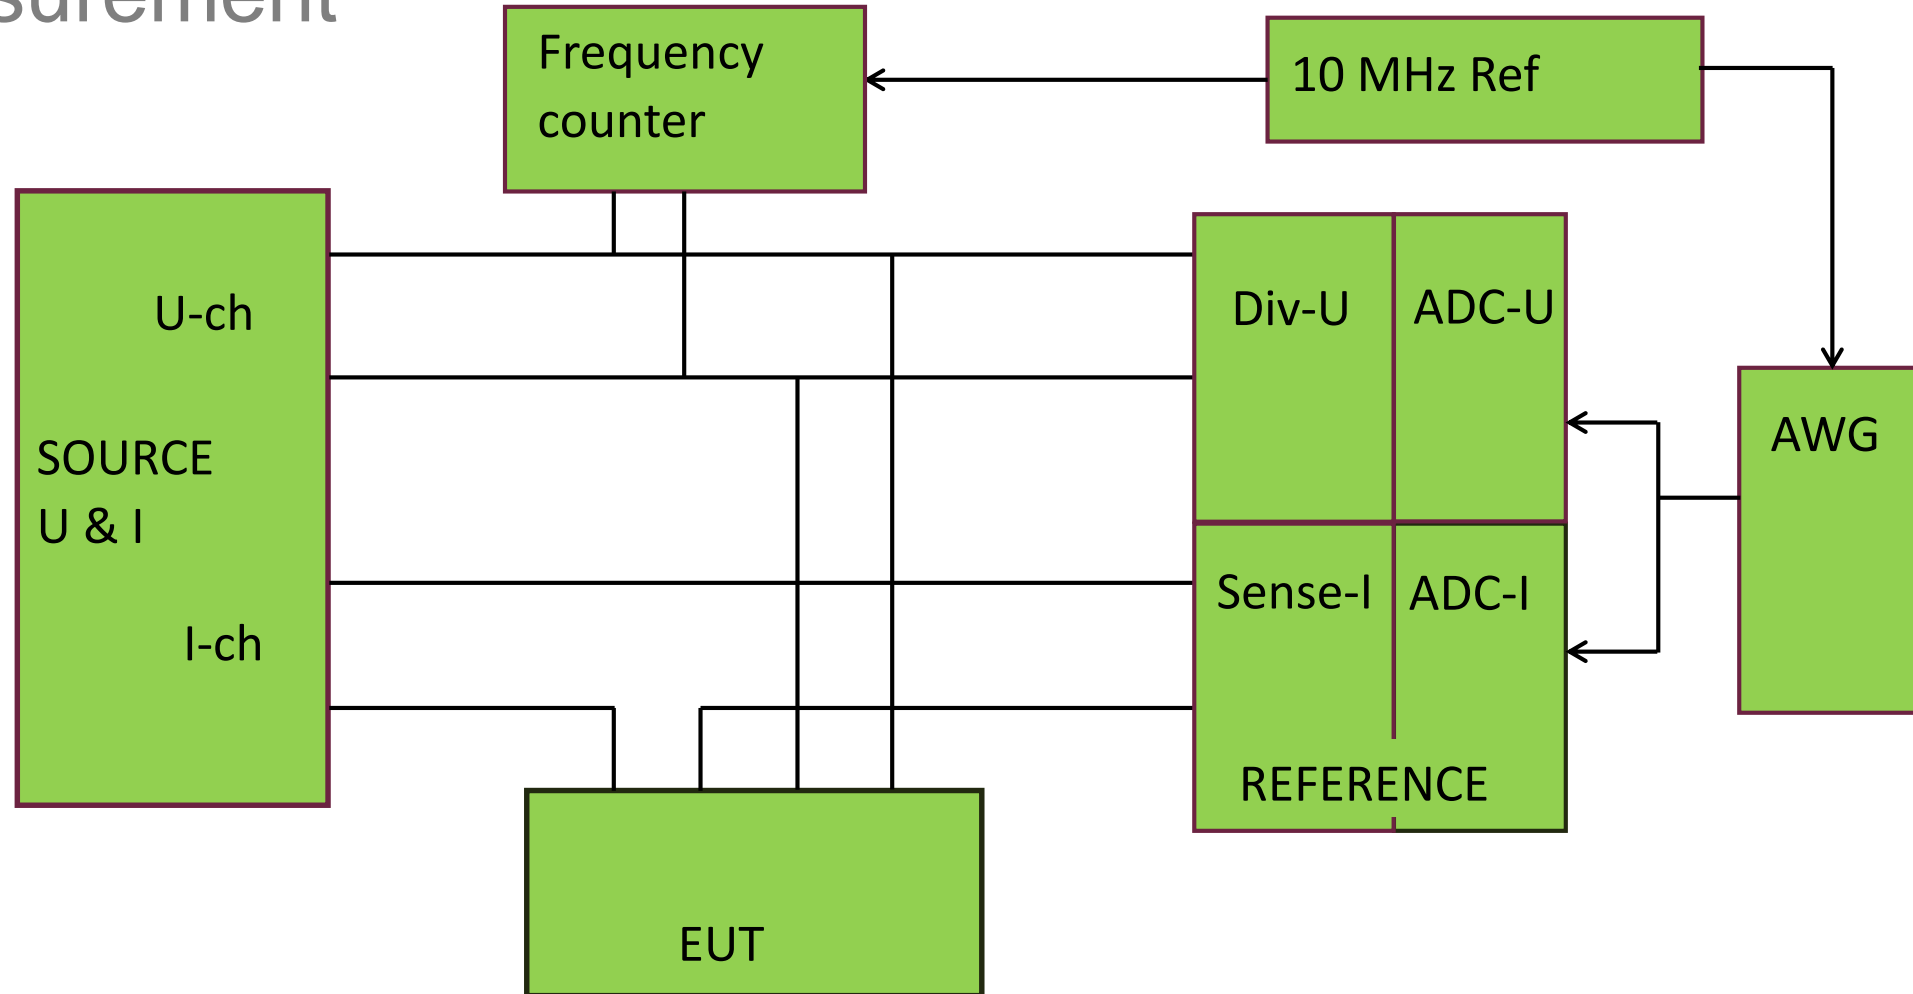 Frequency
counter
10 MHz Ref
U-ch
Div-U
ADC-U
SOURCE
U & I
AWG
Sense-I
ADC-I
I-ch
REFERENCE
EUT